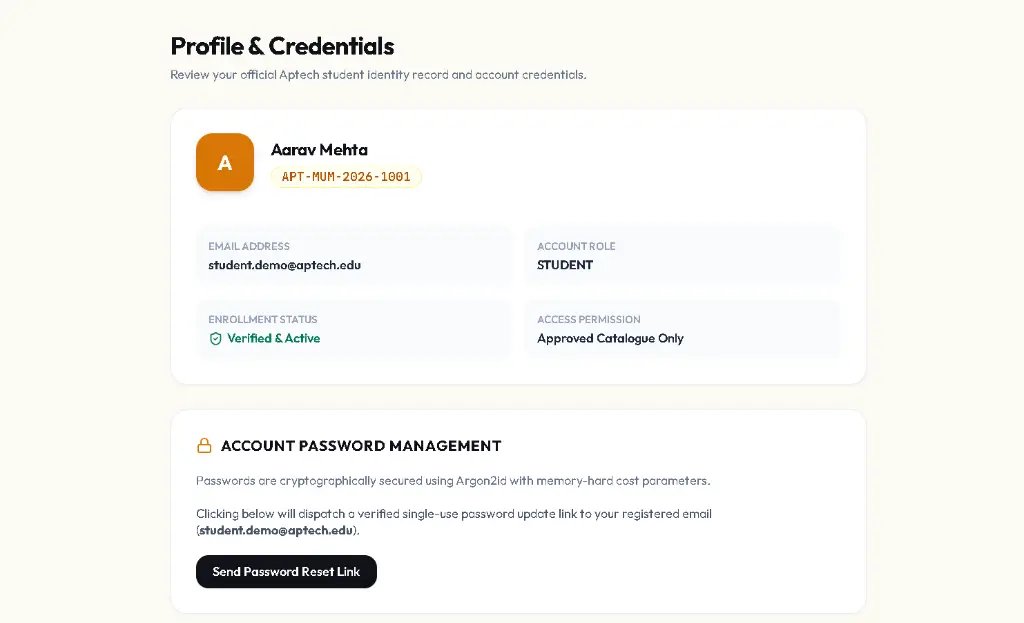 Profile & Credentials
Review your official Aptech student identity record and account credentials.
A
Aarav Mehta
APT-MUM-2026-1001
EMAIL ADDRESS
student.demo@aptech.edu
ACCOUNT ROLE
STUDENT
ENROLLMENT STATUS
Verified & Active
ACCESS PERMISSION
Approved Catalogue Only
ACCOUNT PASSWORD MANAGEMENT
Passwords are cryptographically secured using Argon2id with memory-hard cost parameters.
Clicking below will dispatch a verified single-use password update link to your registered email
(student.demo@aptech.edu).
Send Password Reset Link